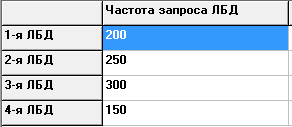 Частота запроса ЛБД
1-я ЛБД 200
2-я ЛБД 250
3-я ЛБД 300
4-я ЛБД 150